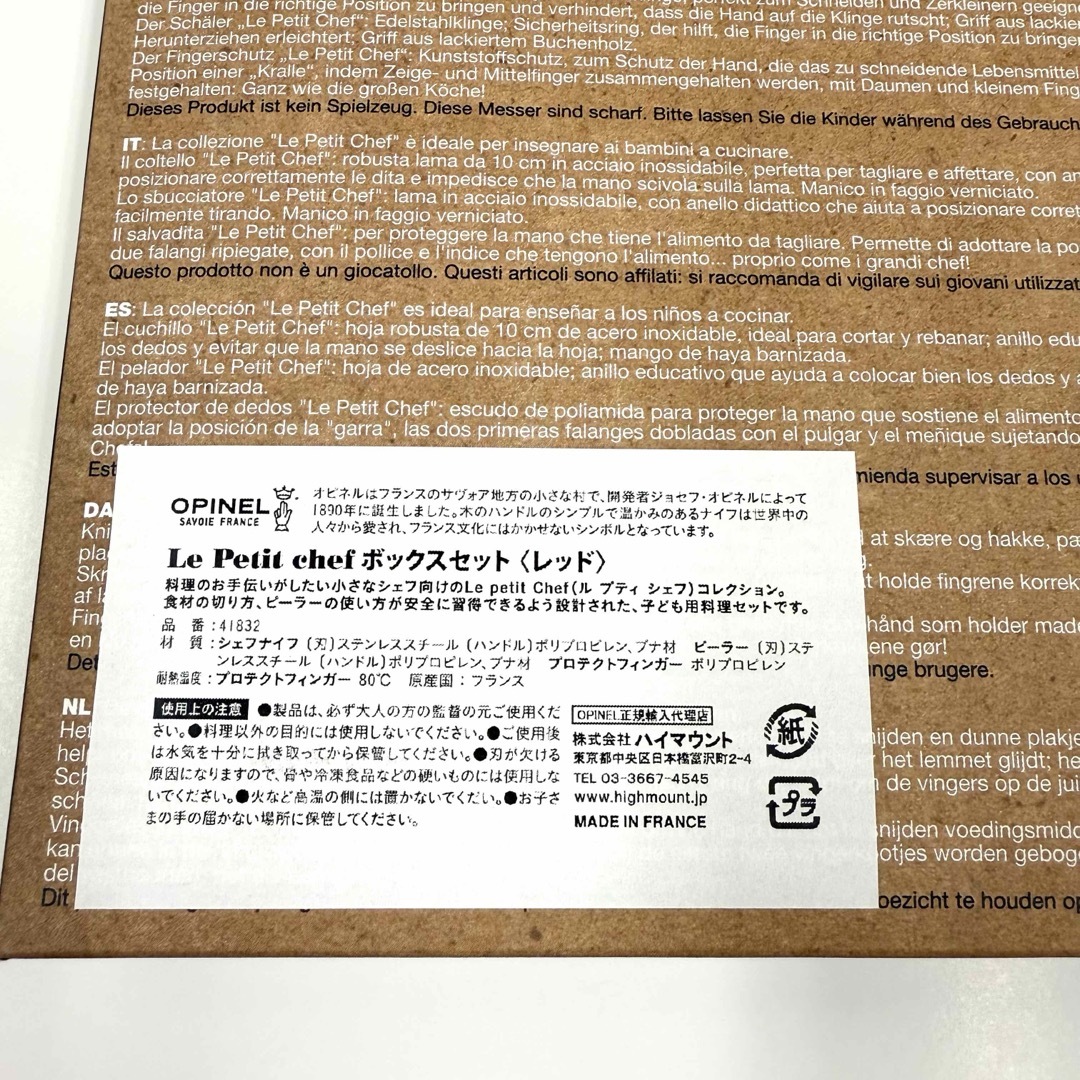 die Finger in die richtige Position zu bringen und verhindert, dass die Hand auf die Klinge rutscht; Griff aus lackier
Der Schäler „Le Petit Chef“: Edelstahlklinge; Sicherheitsring, der hilft, die Finger in die richtige Position zu bringen
Herunterziehen erleichtert; Griff aus lackiertem Buchenholz.
Der Fingerschutz „Le Petit Chef“: Kunststoffschutz, zum Schutz der Hand, die das zu schneidende Lebensmittel
Position einer „Kralle“, indem Zeige- und Mittelfinger zusammengehalten werden, mit Daumen und kleinem Fing
festgehalten: Ganz wie die großen Köche!
Dieses Produkt ist kein Spielzeug. Diese Messer sind scharf. Bitte lassen Sie die Kinder während des Gebrauch
IT: La collezione "Le Petit Chef" è ideale per insegnare ai bambini a cucinare.
Il coltello "Le Petit Chef": robusta lama da 10 cm in acciaio inossidabile, perfetta per tagliare e affettare, con an
posizionare correttamente le dita e impedisce che la mano scivola sulla lama. Manico in faggio verniciato.
Lo sbucciatore "Le Petit Chef": lama in acciaio inossidabile, con anello didattico che aiuta a posizionare corret
facilmente tirando. Manico in faggio verniciato.
Il salvadita "Le Petit Chef": per proteggere la mano che tiene l'alimento da tagliare. Permette di adottare la po
due falangi ripiegate, con il pollice e l'indice che tengono l'alimento... proprio come i grandi chef!
Questo prodotto non è un giocatollo. Questi articoli sono affilati: si raccomanda di vigilare sui giovani utilizzat
ES: La colección "Le Petit Chef" es ideal para enseñar a los niños a cocinar.
El cuchillo "Le Petit Chef": hoja robusta de 10 cm de acero inoxidable, ideal para cortar y rebanar; anillo edu
los dedos y evitar que la mano se deslice hacia la hoja; mango de haya barnizada.
El pelador "Le Petit Chef": hoja de acero inoxidable; anillo educativo que ayuda a colocar bien los dedos y a
de haya barnizada.
El protector de dedos "Le Petit Chef": escudo de poliamida para proteger la mano que sostiene el alimento
adoptar la posición de la "garra", las dos primeras falanges dobladas con el pulgar y el meñique sujetando
Chefs!
Est mienda supervisar a los u
DA
Kni at skære og hakke, pæ
plac g.
Skr at holde fingrene korrekt
af l
Fing hånd som holder made
en ene gør!
Det nge brugere.
NL
Het nijden en dunne plakje
help r het lemmet glijdt; he
Sch n de vingers op de jui
sch
Vin snijden voedingsmidd
kan otjes worden geboge
del
Dit oezicht te houden op
OPINEL
SAVOIE FRANCE
オピネルはフランスのサヴォア地方の小さな村で、開発者ジョセフ・オピネルによって
1890年に誕生しました。木のハンドルのシンプルで温かみのあるナイフは世界中の
人々から愛され、フランス文化にはかかせないシンボルとなっています。
Le Petit chef ボックスセット〈レッド〉
料理のお手伝いがしたい小さなシェフ向けのLe petit Chef(ル プティ シェフ)コレクション。
食材の切り方、ピーラーの使い方が安全に習得できるよう設計された、子ども用料理セットです。
品 番:41832
材 質:シェフナイフ (刃)ステンレススチール (ハンドル)ポリプロピレン、ブナ材 ピーラー (刃)ステ
ンレススチール (ハンドル)ポリプロピレン、ブナ材 プロテクトフィンガー ポリプロピレン
耐熱温度:プロテクトフィンガー 80℃ 原産国:フランス
使用上の注意 ●製品は、必ず大人の方の監督の元ご使用くだ
さい。●料理以外の目的には使用しないでください。●ご使用後
は水気を十分に拭き取ってから保管してください。●刃が欠ける
原因になりますので、骨や冷凍食品などの硬いものには使用しな
いでください。●火など高温の側には置かないでくだい。●お子さ
まの手の届かない場所に保管してください。
OPINEL正規輸入代理店
株式会社 ハイマウント
東京都中央区日本橋富沢町2-4
TEL 03-3667-4545
www.highmount.jp
MADE IN FRANCE
紙
プラ